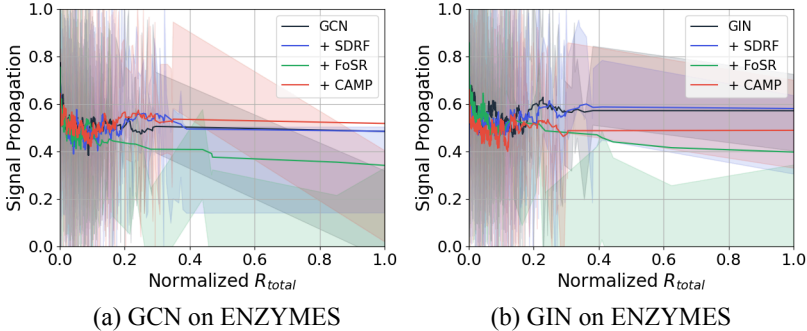 Signal Propagation
1.0
0.8
0.6
0.4
0.2
0.0
GCN
+ SDRF
+ FoSR
+ CAMP
0.0 0.2 0.4 0.6 0.8 1.0
Normalized R_total
(a) GCN on ENZYMES
Signal Propagation
1.0
0.8
0.6
0.4
0.2
0.0
GIN
+ SDRF
+ FoSR
+ CAMP
0.0 0.2 0.4 0.6 0.8 1.0
Normalized R_total
(b) GIN on ENZYMES